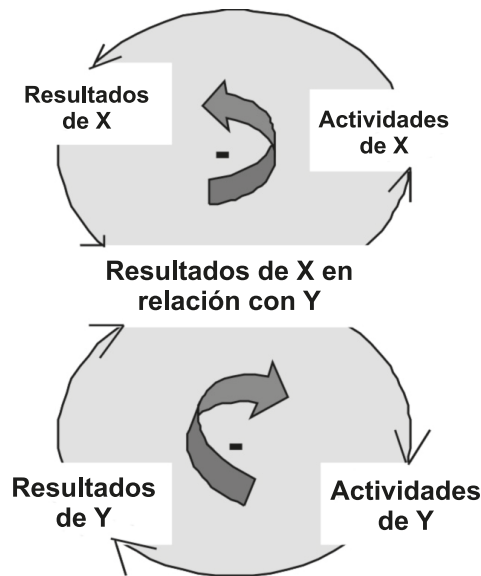 Resultados
de X
Actividades
de X
-
Resultados de X en
relación con Y
-
Resultados
de Y
Actividades
de Y